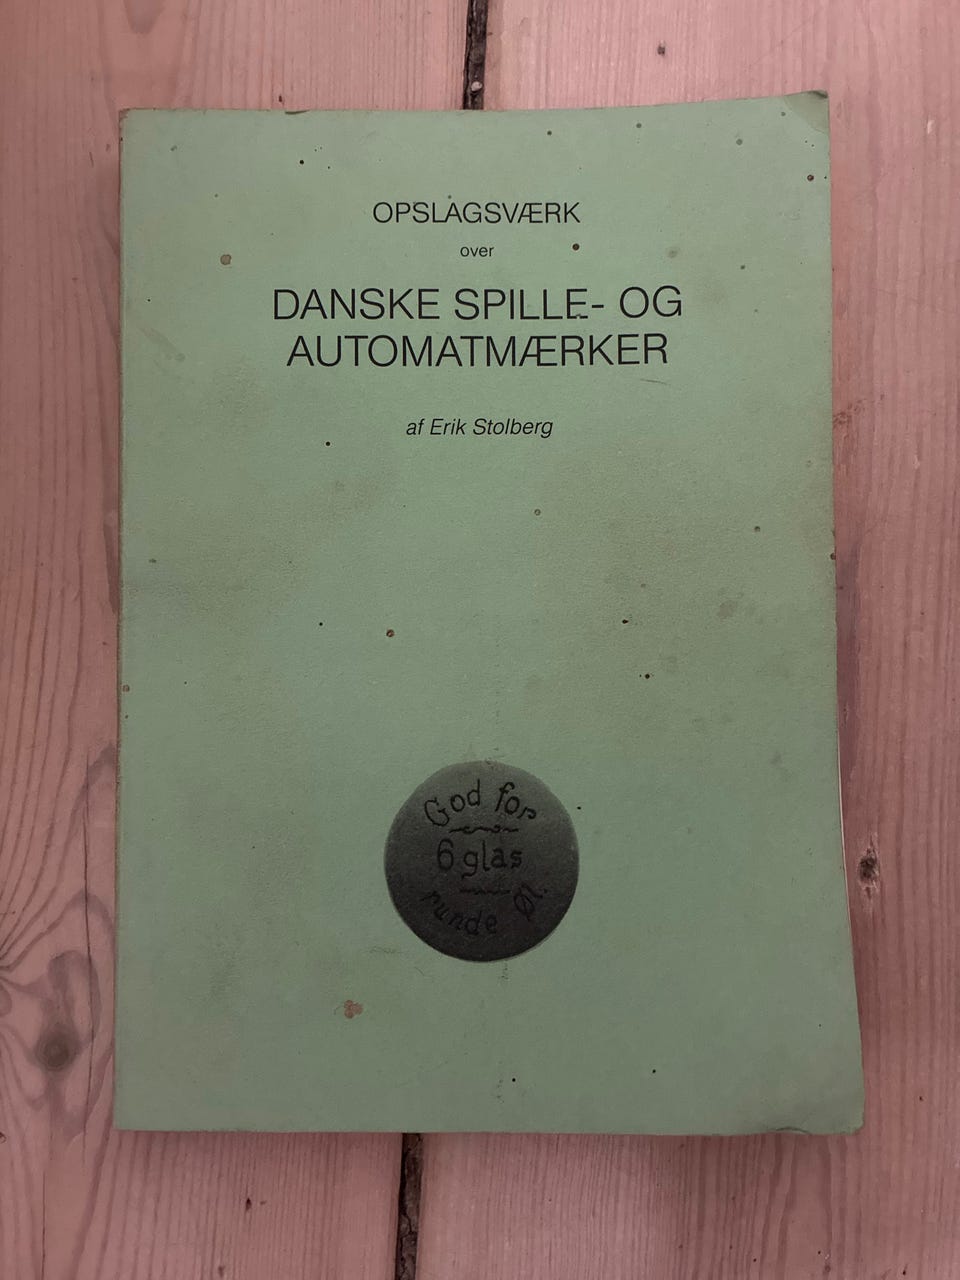 OPSLAGSVÆRK
over
DANSKE SPILLE- OG
AUTOMATMÆRKER
af Erik Stolberg
God for
6 glas
runde Øl.